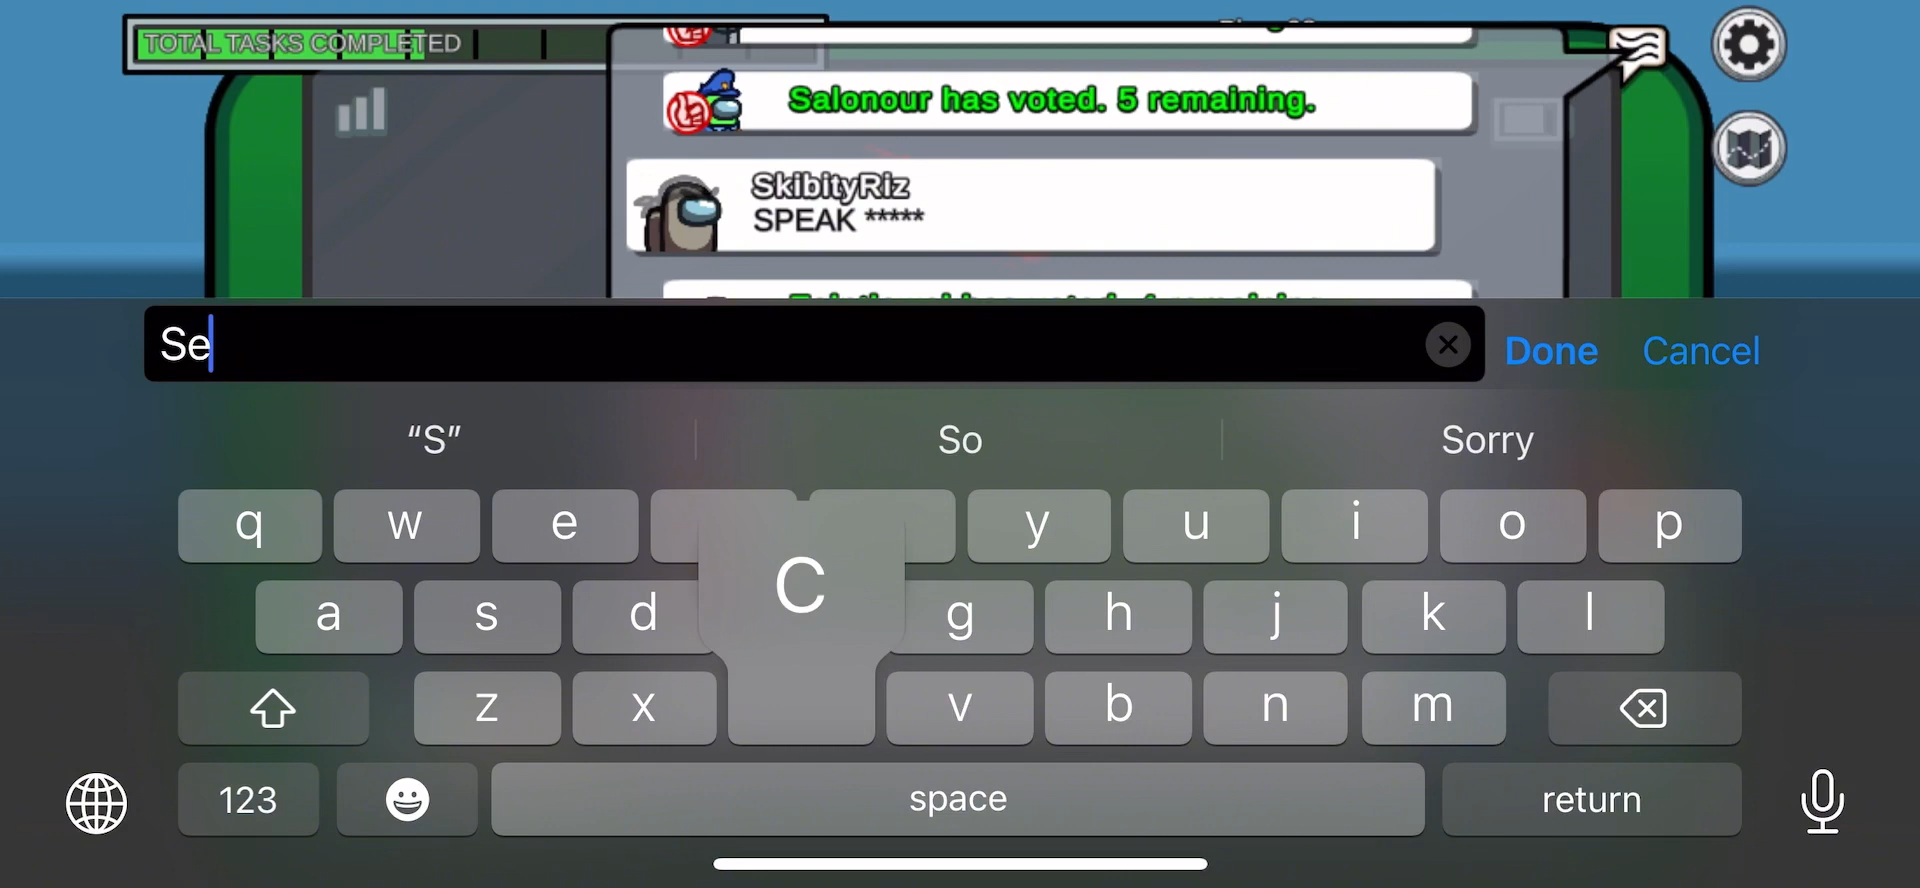 TOTAL TASKS COMPLETED
Salonour has voted. 5 remaining.
SkibityRiz
SPEAK *****
Se
Done
Cancel
“S”
So
Sorry
q w e y u i o p
a s d C g h j k l
z x v b n m
123
space
return